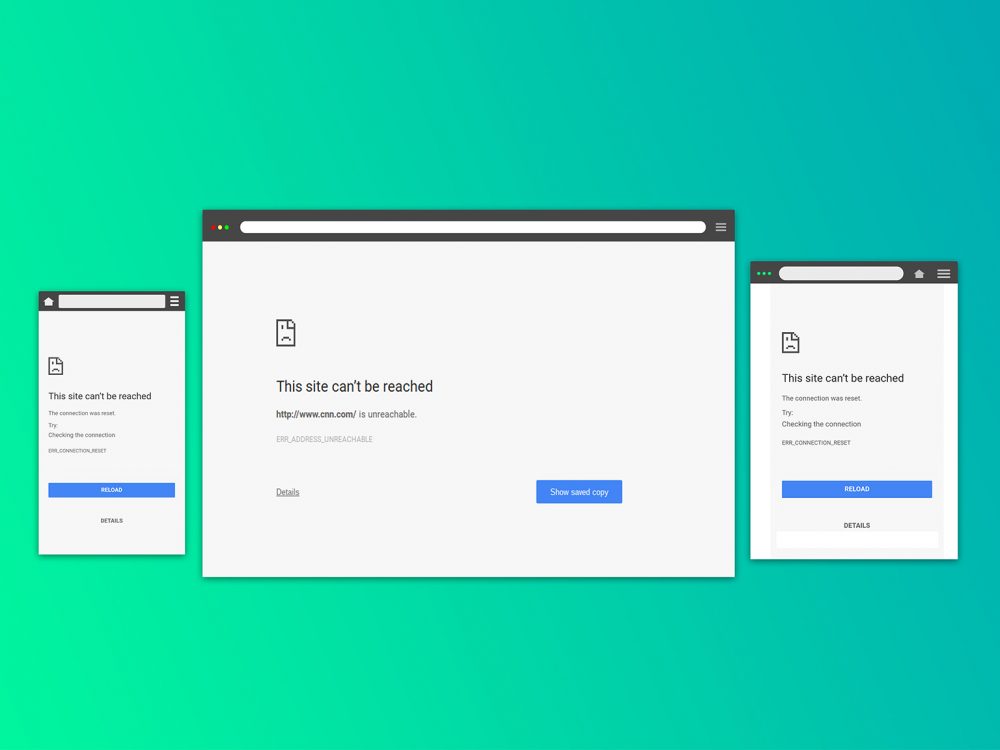 This site can't be reached
The connection was reset.
Try:
Checking the connection
ERR_CONNECTION_RESET
RELOAD
DETAILS
This site can't be reached
http://www.cnn.com/ is unreachable.
ERR_ADDRESS_UNREACHABLE
Details
Show saved copy
This site can't be reached
The connection was reset.
Try:
Checking the connection
ERR_CONNECTION_RESET
RELOAD
DETAILS